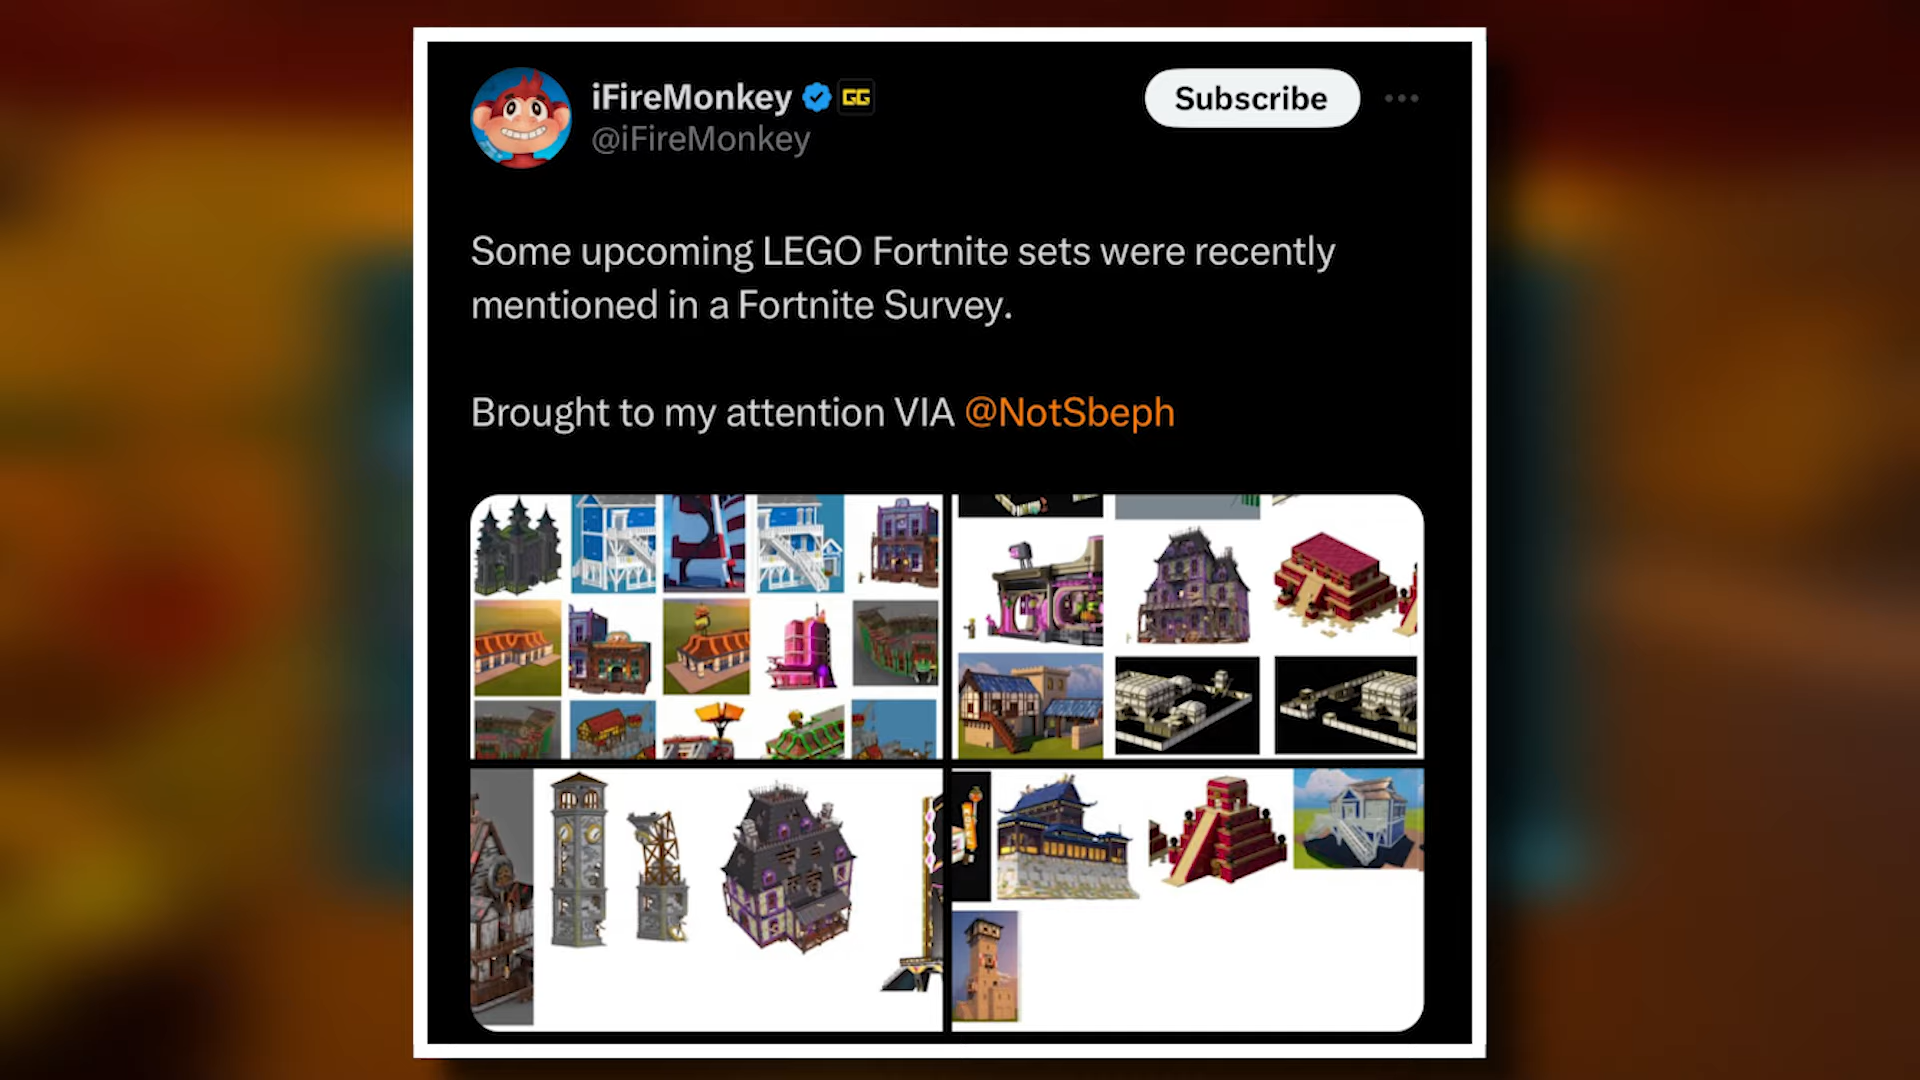 iFireMonkey GG
@iFireMonkey
Subscribe
Some upcoming LEGO Fortnite sets were recently
mentioned in a Fortnite Survey.
Brought to my attention VIA @NotSbeph